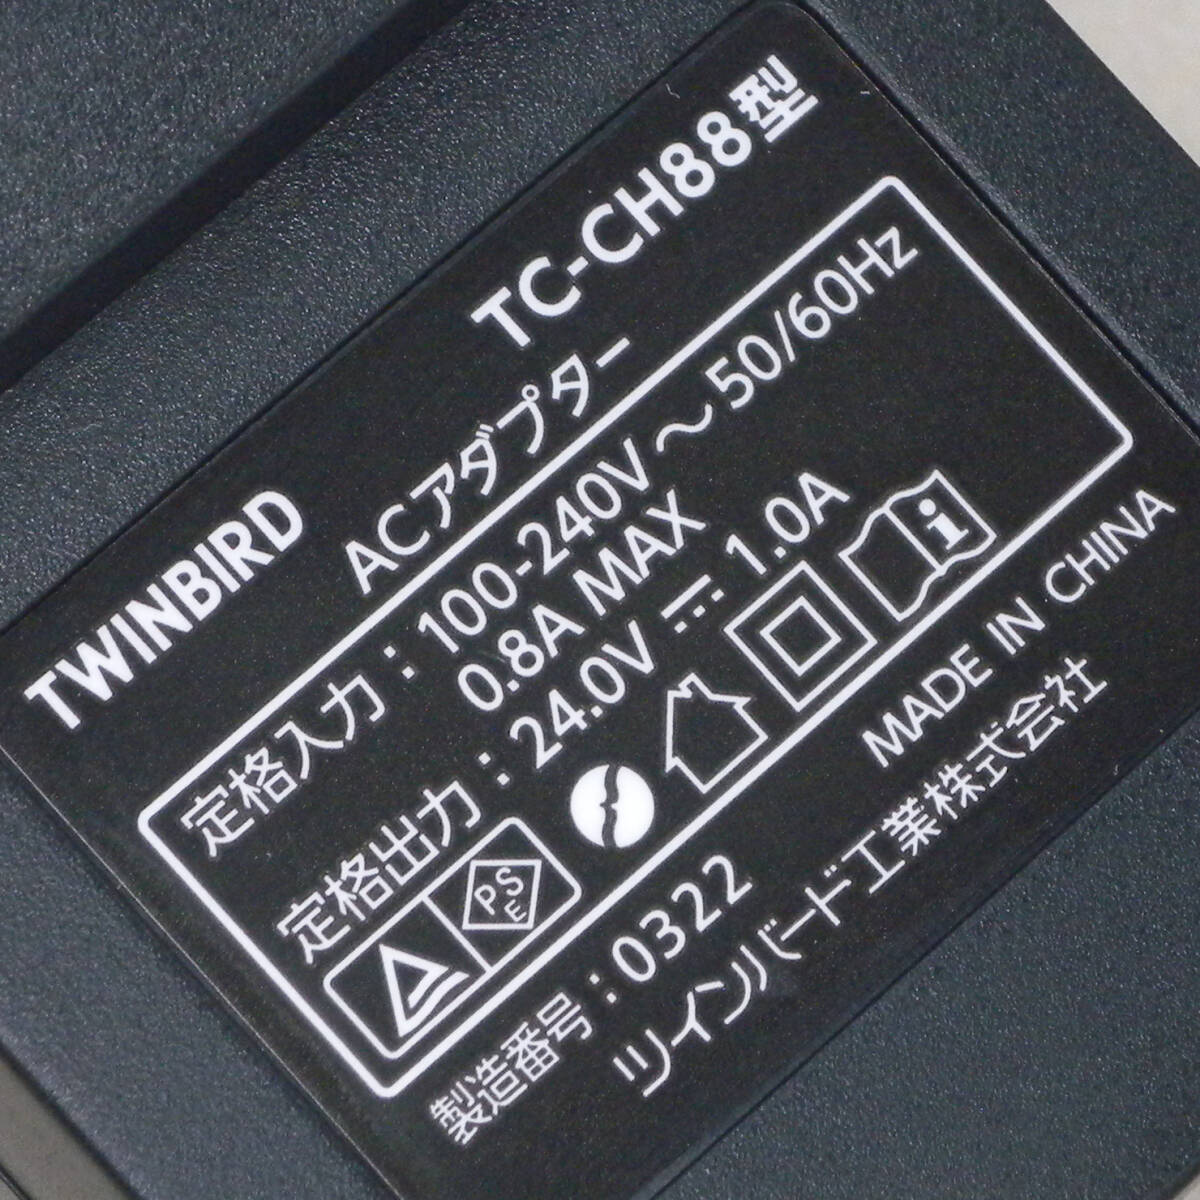 TWINBIRD TC-CH88型
ACアダプター
定格入力：100-240V～50/60Hz
0.8A MAX
定格出力：24.0V ⎓ 1.0A
PSE
製造番号：0322 MADE IN CHINA
ツインバード工業株式会社